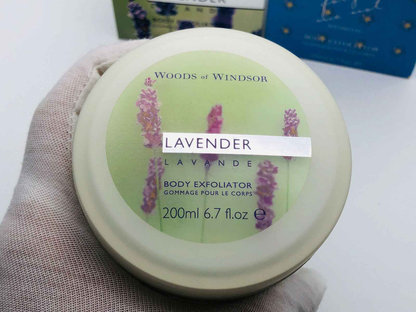 WOODS of WINDSOR
LAVENDER
LAVANDE
BODY EXFOLIATOR
GOMMAGE POUR LE CORPS
200ml 6.7 fl.oz ℮